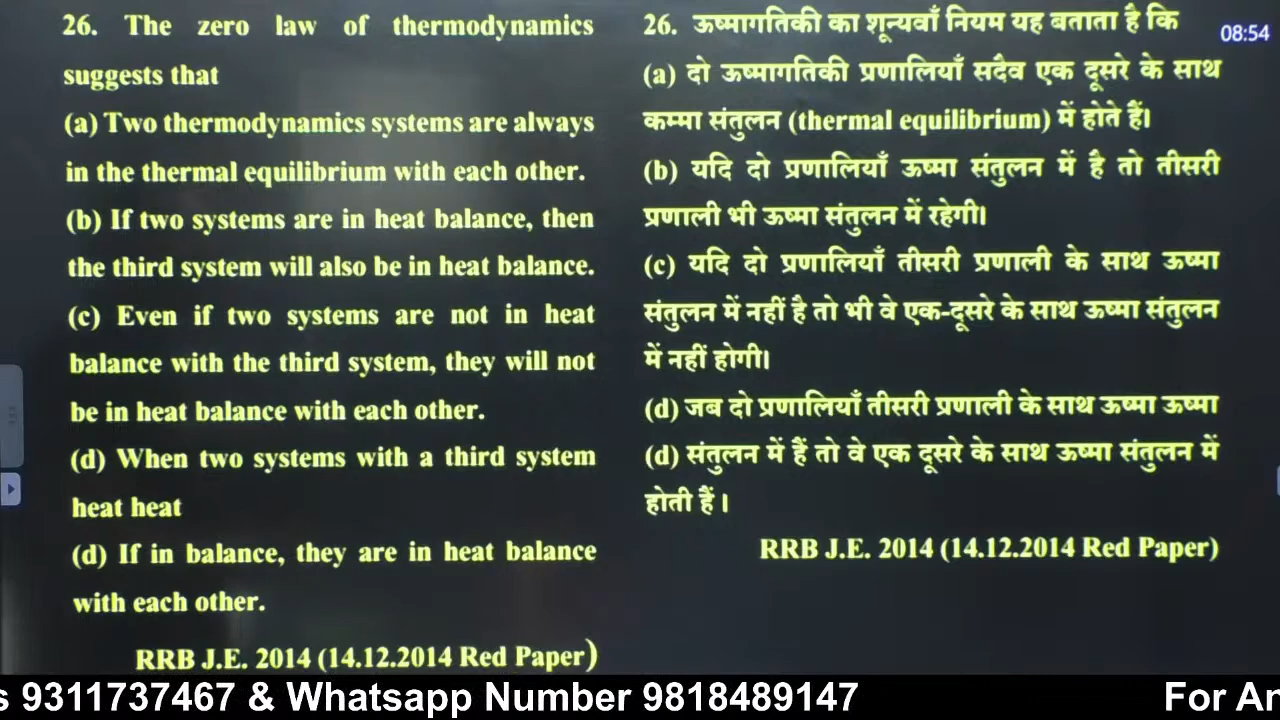 26. The zero law of thermodynamics
suggests that
(a) Two thermodynamics systems are always
in the thermal equilibrium with each other.
(b) If two systems are in heat balance, then
the third system will also be in heat balance.
(c) Even if two systems are not in heat
balance with the third system, they will not
be in heat balance with each other.
(d) When two systems with a third system
heat heat
(d) If in balance, they are in heat balance
with each other.
RRB J.E. 2014 (14.12.2014 Red Paper)
26. ऊष्मागतिकी का शून्यवाँ नियम यह बताता है कि
(a) दो ऊष्मागतिकी प्रणालियाँ सदैव एक दूसरे के साथ
कम्मा संतुलन (thermal equilibrium) में होते हैं।
(b) यदि दो प्रणालियाँ ऊष्मा संतुलन में है तो तीसरी
प्रणाली भी ऊष्मा संतुलन में रहेगी।
(c) यदि दो प्रणालियाँ तीसरी प्रणाली के साथ ऊष्मा
संतुलन में नहीं है तो भी वे एक-दूसरे के साथ ऊष्मा संतुलन
में नहीं होगी।
(d) जब दो प्रणालियाँ तीसरी प्रणाली के साथ ऊष्मा ऊष्मा
(d) संतुलन में हैं तो वे एक दूसरे के साथ ऊष्मा संतुलन में
होती हैं।
RRB J.E. 2014 (14.12.2014 Red Paper)
08:54
s 9311737467 & Whatsapp Number 9818489147 For An